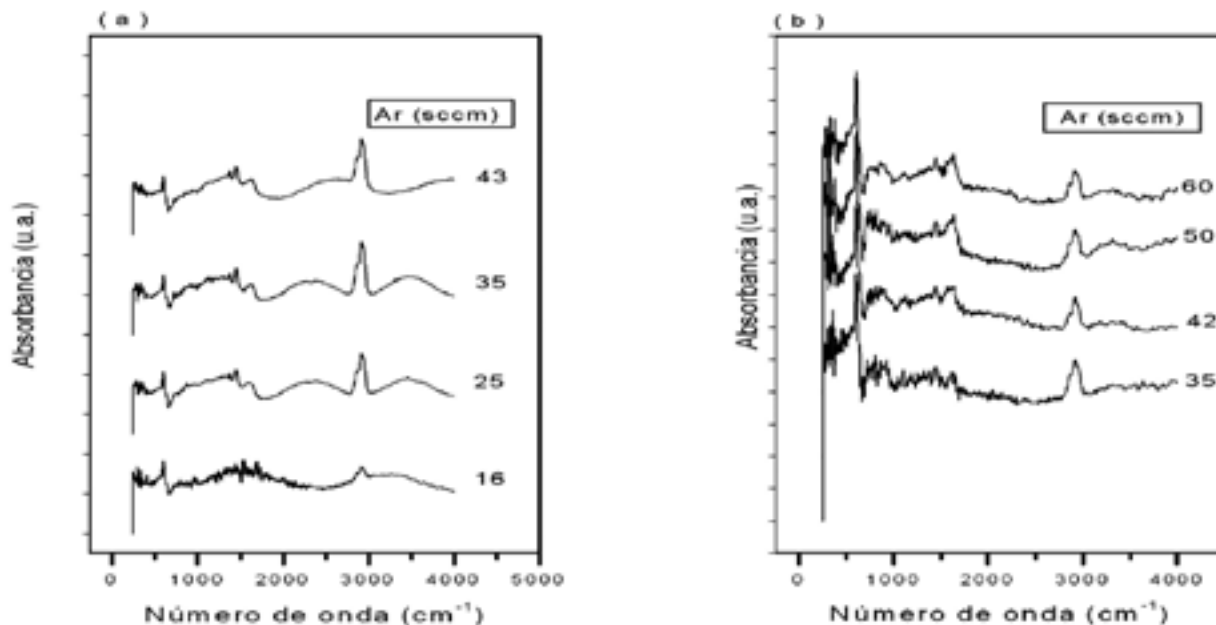 ( a )
Ar (sccm)
43
35
25
16
Absorbancia (u.a.)
0 1000 2000 3000 4000 5000
Número de onda (cm⁻¹)
( b )
Ar (sccm)
60
50
42
35
Absorbancia (u.a.)
0 1000 2000 3000 4000
Número de onda (cm⁻¹)